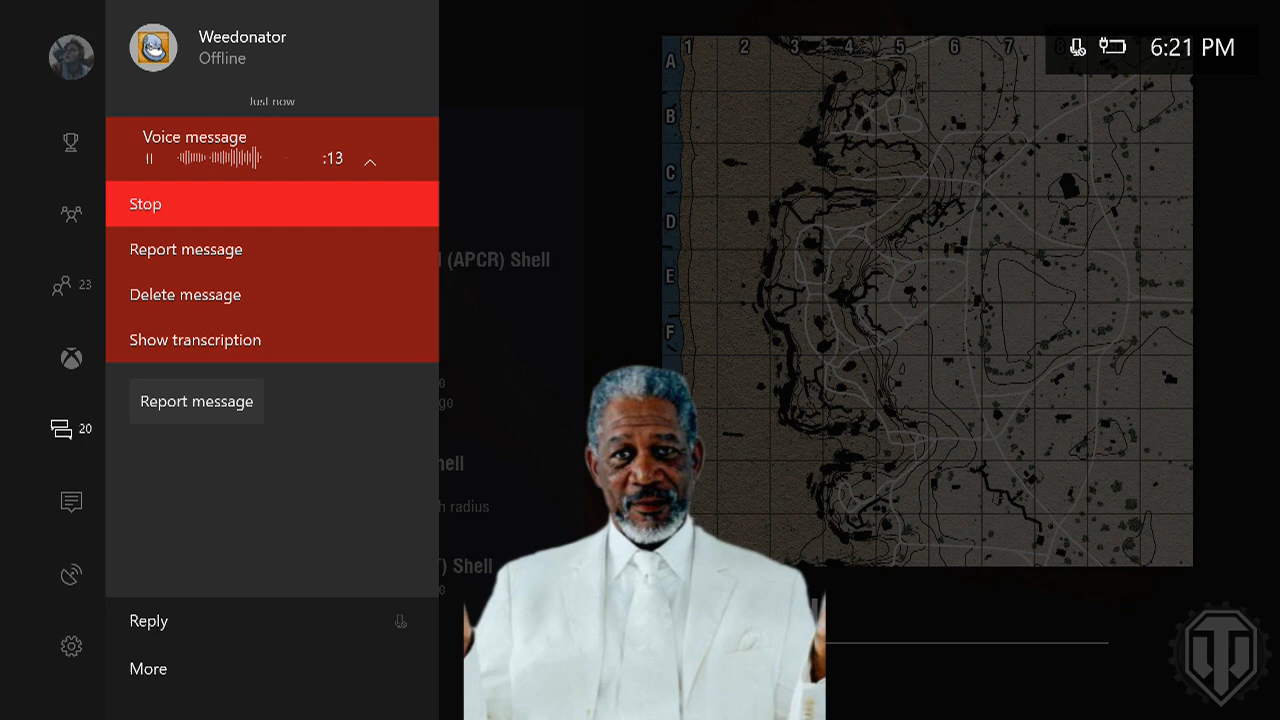 Weedonator
Offline
Just now
Voice message
:13
Stop
Report message
Delete message
Show transcription
Report message
Reply
More
23
20
6:21 PM
1 2 3 4 5 6 7 8
A
B
C
D
E
F
(APCR) Shell
radius
) Shell